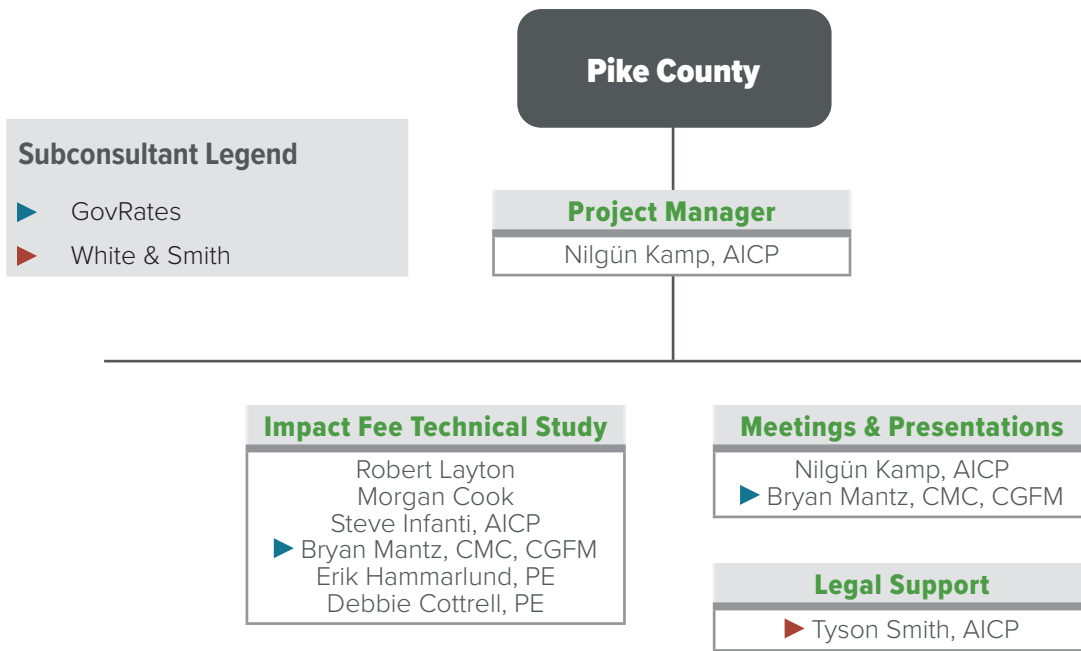 Pike County
Subconsultant Legend
GovRates
White & Smith
Project Manager
Nilgün Kamp, AICP
Impact Fee Technical Study
Robert Layton
Morgan Cook
Steve Infanti, AICP
Bryan Mantz, CMC, CGFM
Erik Hammarlund, PE
Debbie Cottrell, PE
Meetings & Presentations
Nilgün Kamp, AICP
Bryan Mantz, CMC, CGFM
Legal Support
Tyson Smith, AICP